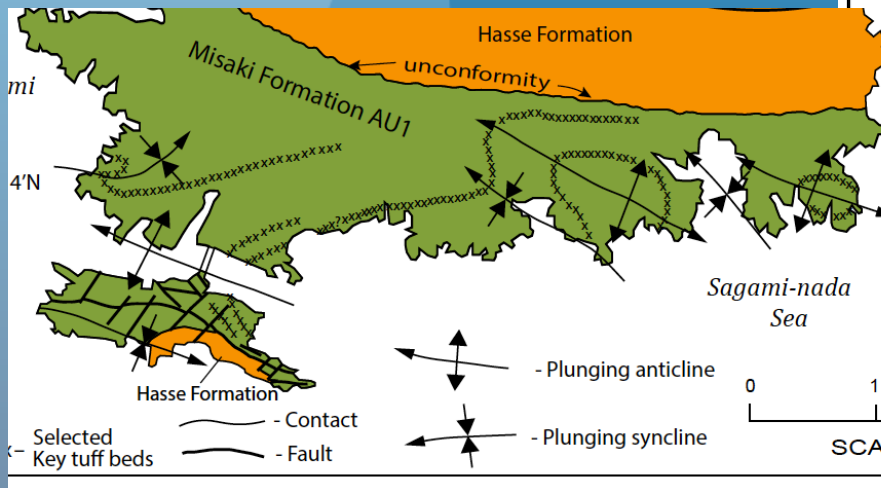 Hasse Formation
unconformity
Misaki Formation AU1
mi
4'N
Sagami-nada
Sea
Hasse Formation
- Plunging anticline
- Contact
- Plunging syncline
- Fault
x- Selected
Key tuff beds
0 1
SCA